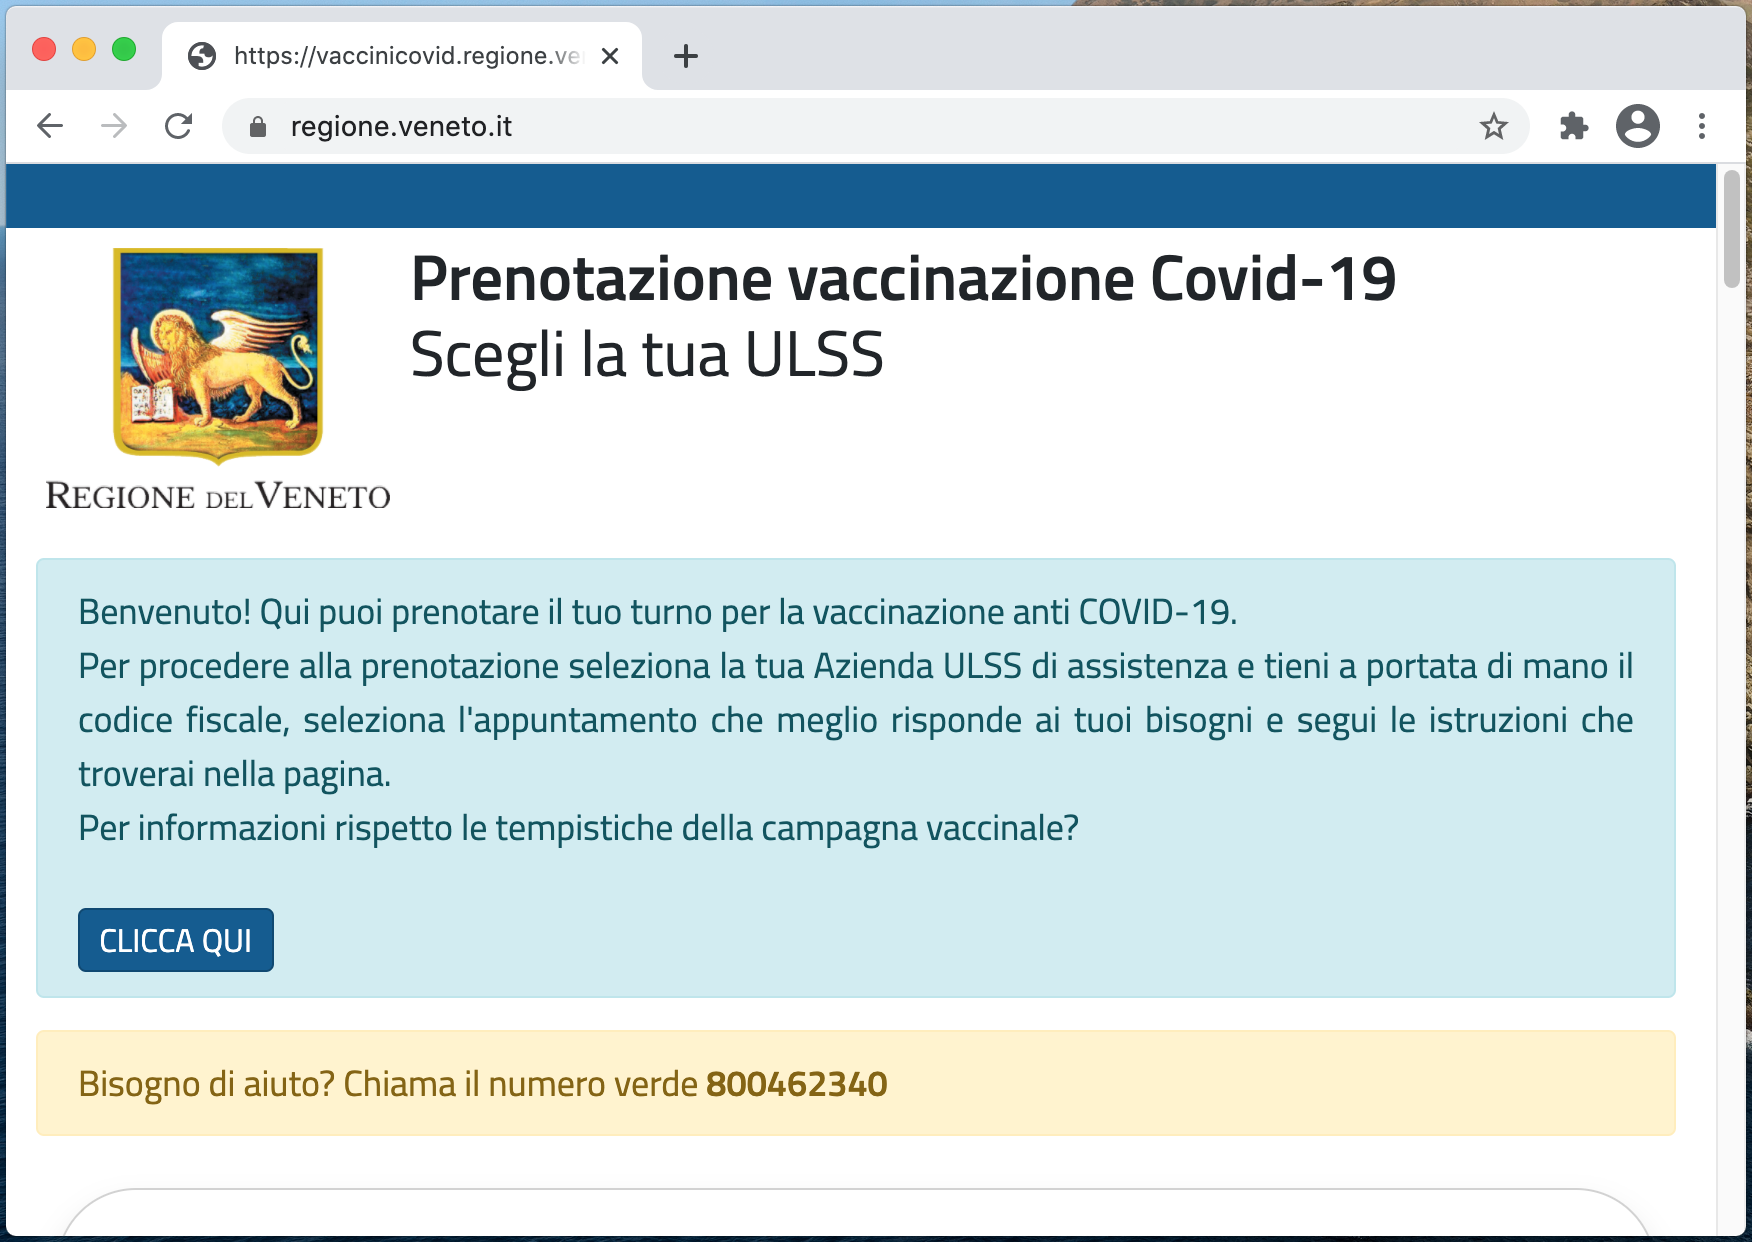 https://vaccinicovid.regione.ve
regione.veneto.it
Prenotazione vaccinazione Covid-19
Scegli la tua ULSS
REGIONE DEL VENETO
Benvenuto! Qui puoi prenotare il tuo turno per la vaccinazione anti COVID-19.
Per procedere alla prenotazione seleziona la tua Azienda ULSS di assistenza e tieni a portata di mano il
codice fiscale, seleziona l'appuntamento che meglio risponde ai tuoi bisogni e segui le istruzioni che
troverai nella pagina.
Per informazioni rispetto le tempistiche della campagna vaccinale?
CLICCA QUI
Bisogno di aiuto? Chiama il numero verde 800462340